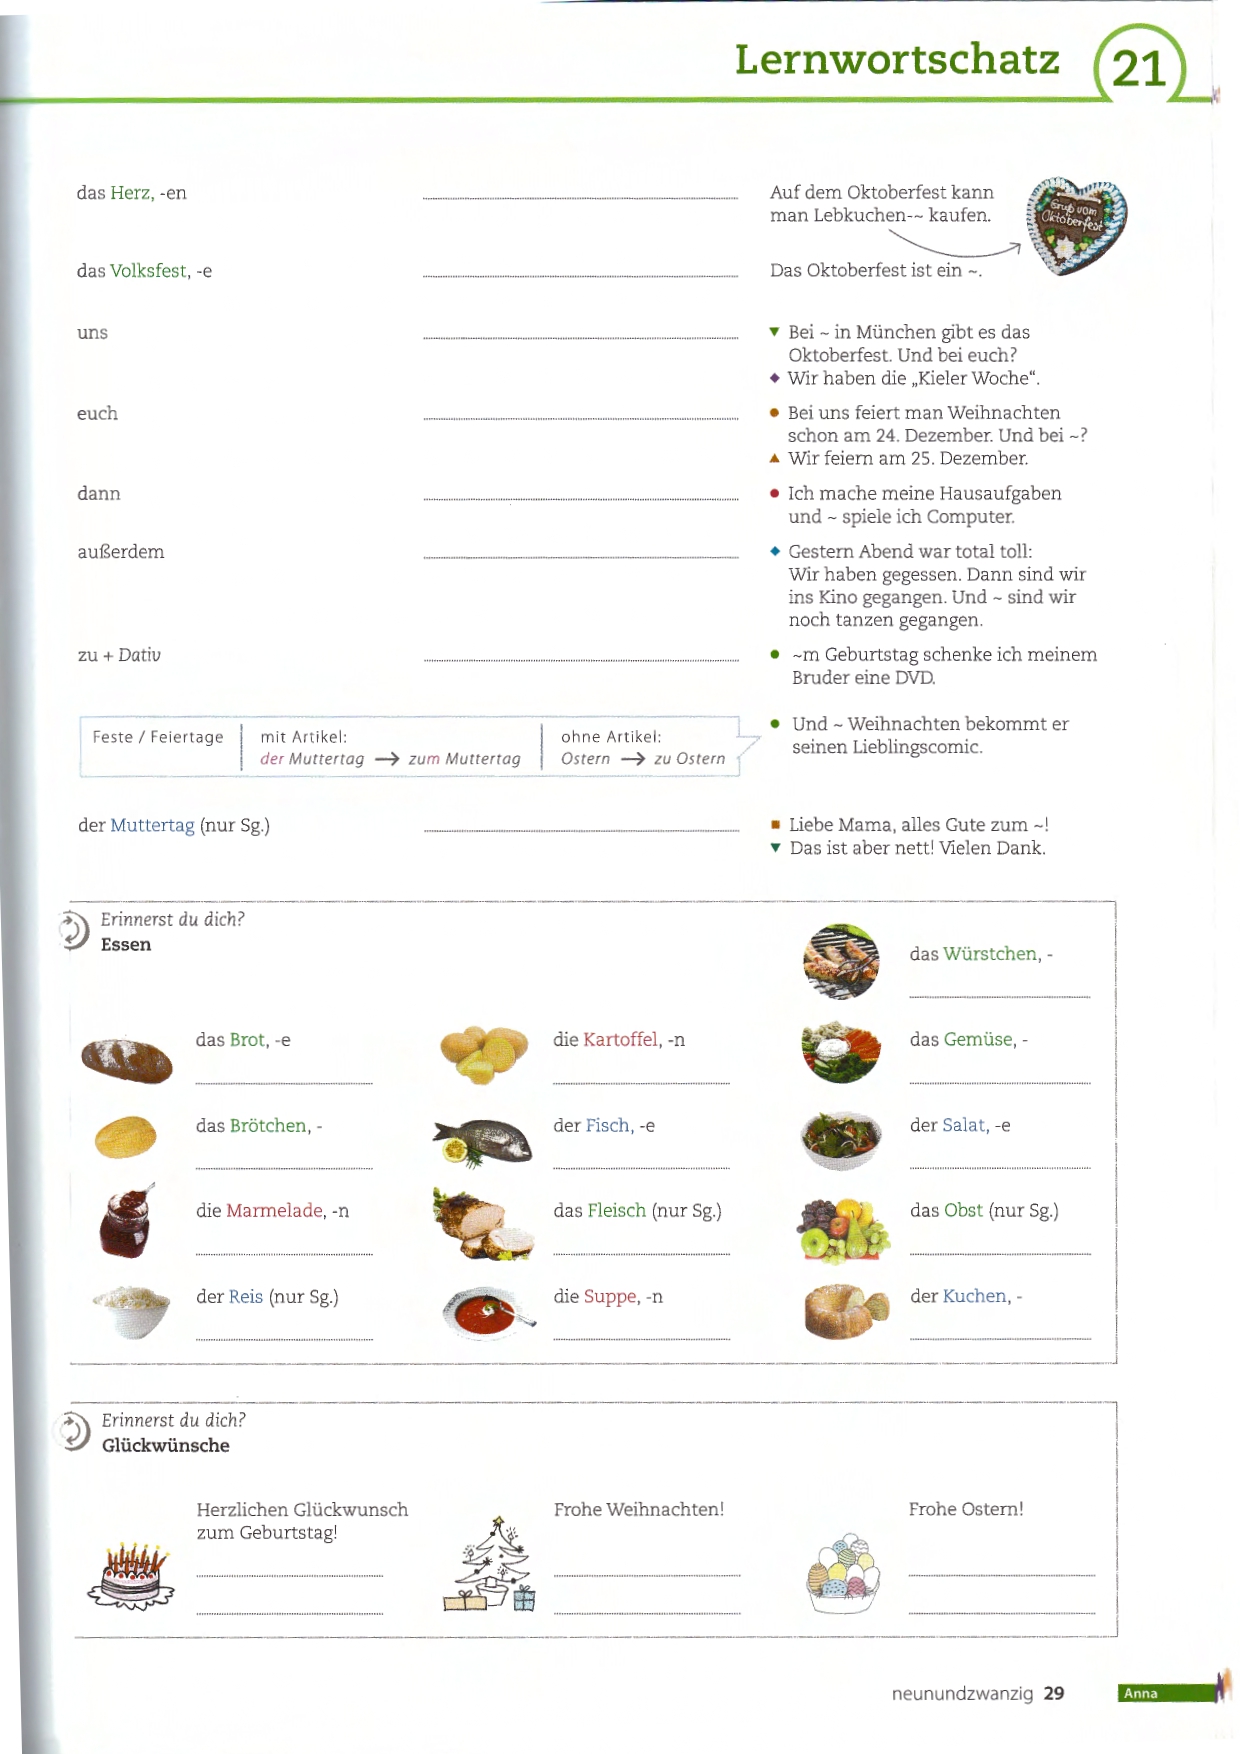 Lernwortschatz 21
das Herz, -en
Auf dem Oktoberfest kann
man Lebkuchen-~ kaufen.
Gruß vom
Oktoberfest
das Volksfest, -e
Das Oktoberfest ist ein ~.
uns
▼ Bei ~ in München gibt es das
Oktoberfest. Und bei euch?
◆ Wir haben die „Kieler Woche“.
euch
● Bei uns feiert man Weihnachten
schon am 24. Dezember. Und bei ~?
▲ Wir feiern am 25. Dezember.
dann
● Ich mache meine Hausaufgaben
und ~ spiele ich Computer.
außerdem
◆ Gestern Abend war total toll:
Wir haben gegessen. Dann sind wir
ins Kino gegangen. Und ~ sind wir
noch tanzen gegangen.
zu + Dativ
● ~m Geburtstag schenke ich meinem
Bruder eine DVD.
● Und ~ Weihnachten bekommt er
seinen Lieblingscomic.
Feste / Feiertage
mit Artikel:
der Muttertag → zum Muttertag
ohne Artikel:
Ostern → zu Ostern
der Muttertag (nur Sg.)
■ Liebe Mama, alles Gute zum ~!
▼ Das ist aber nett! Vielen Dank.
Erinnerst du dich?
Essen
das Würstchen, -
das Brot, -e
die Kartoffel, -n
das Gemüse, -
das Brötchen, -
der Fisch, -e
der Salat, -e
die Marmelade, -n
das Fleisch (nur Sg.)
das Obst (nur Sg.)
der Reis (nur Sg.)
die Suppe, -n
der Kuchen, -
Erinnerst du dich?
Glückwünsche
Herzlichen Glückwunsch
zum Geburtstag!
Frohe Weihnachten!
Frohe Ostern!
neunundzwanzig 29
Anna